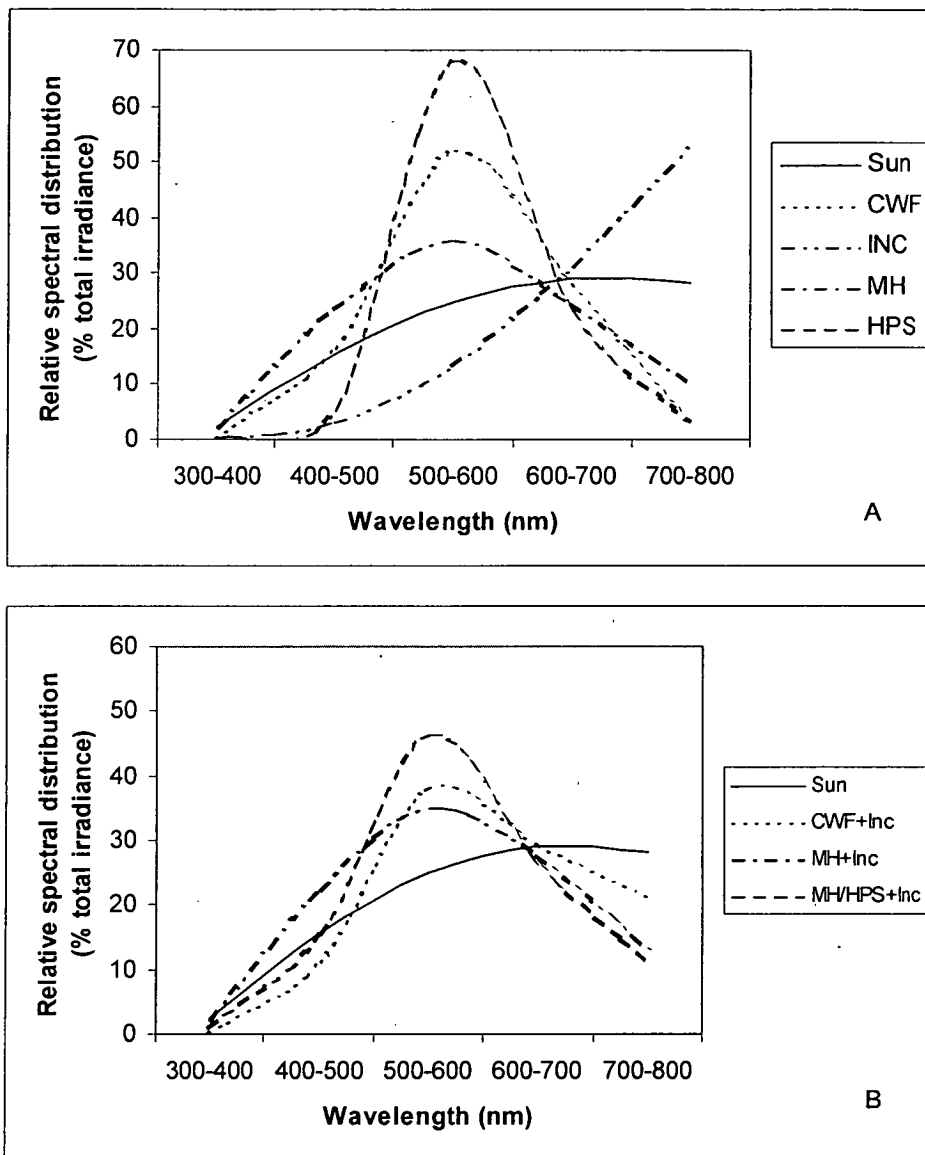 Relative spectral distribution
(% total irradiance)
70
60
50
40
30
20
10
0
300-400 400-500 500-600 600-700 700-800
Wavelength (nm)
Sun
CWF
INC
MH
HPS
A
Relative spectral distribution
(% total irradiance)
60
50
40
30
20
10
0
300-400 400-500 500-600 600-700 700-800
Wavelength (nm)
Sun
CWF+Inc
MH+Inc
MH/HPS+Inc
B